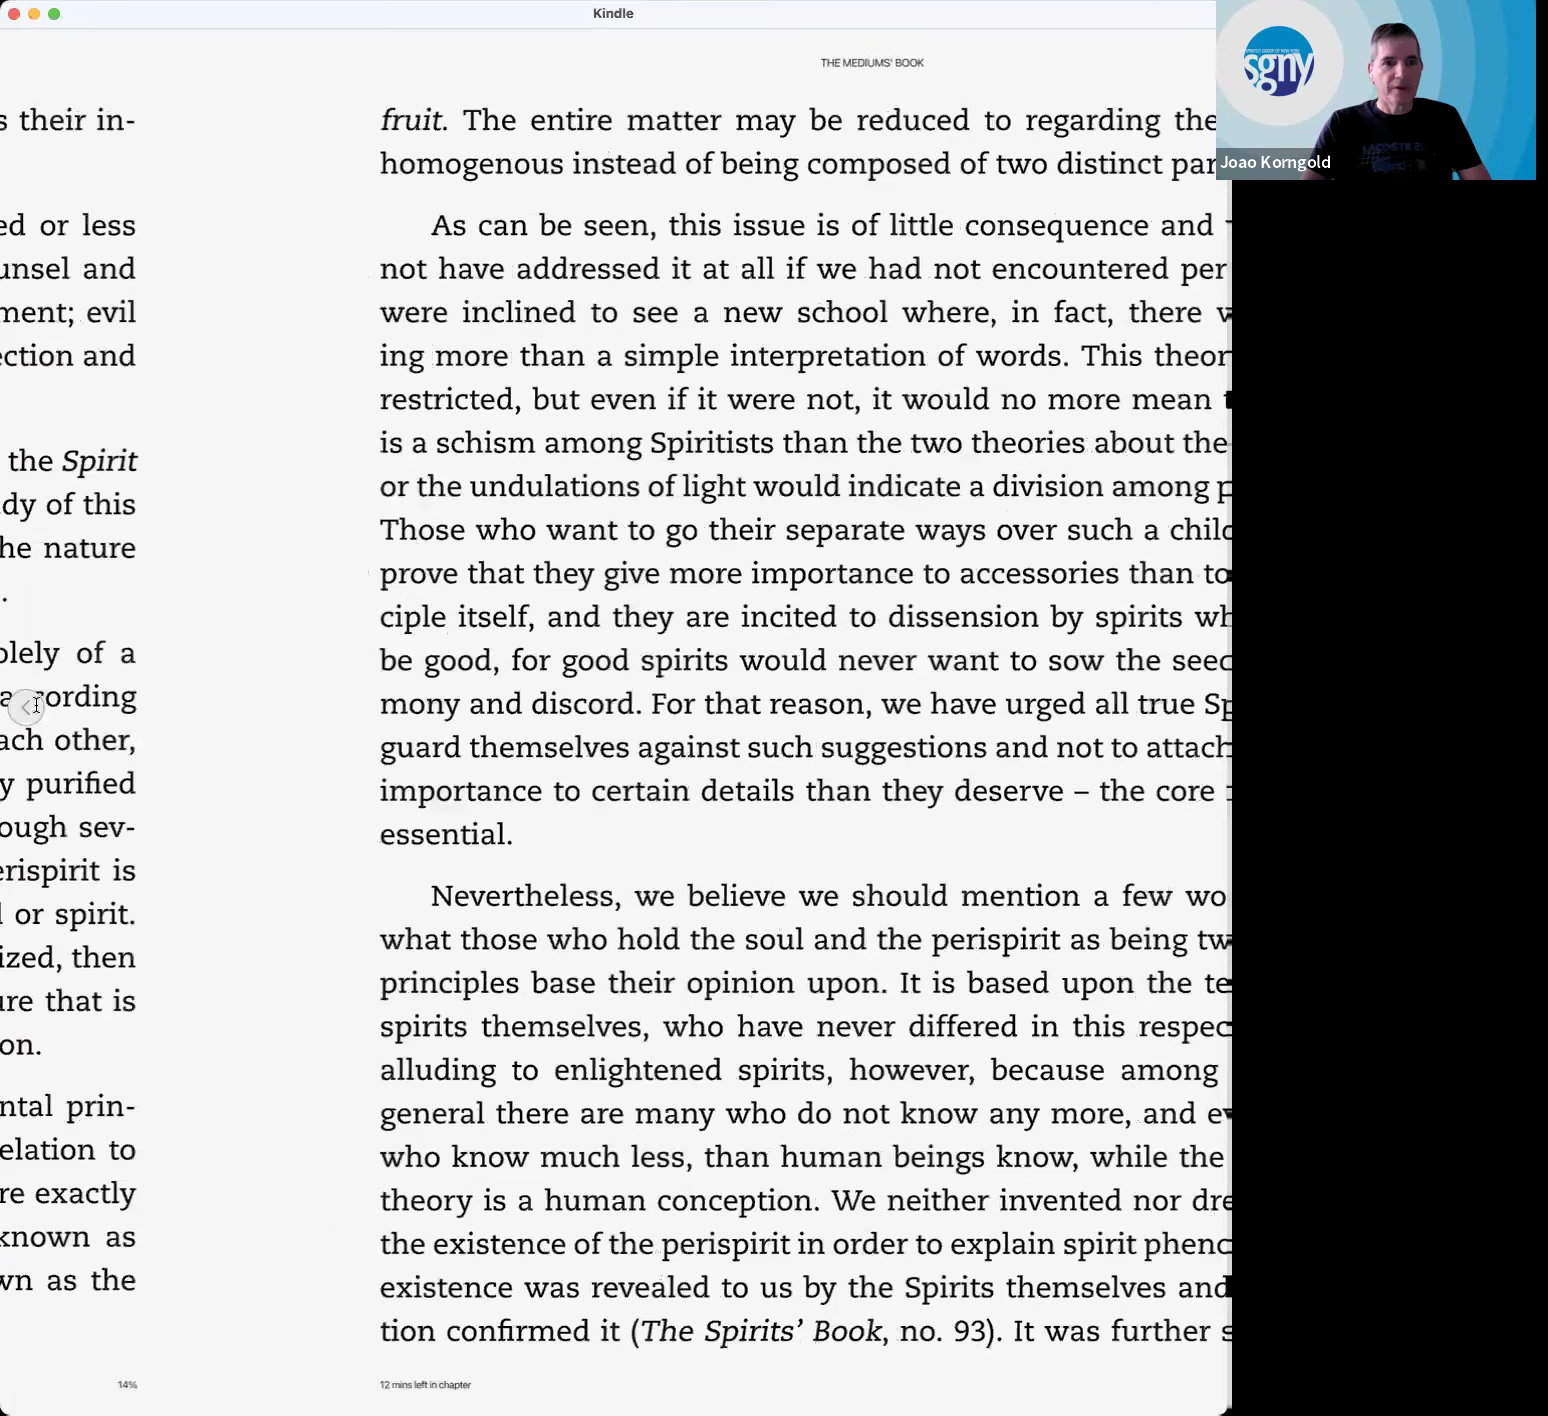 Kindle
THE MEDIUMS' BOOK
s their in-
ed or less
unsel and
ment; evil
ection and
the Spirit
dy of this
he nature
.
olely of a
ording
ach other,
y purified
ough sev-
erispirit is
l or spirit.
ized, then
ure that is
on.
ntal prin-
elation to
re exactly
known as
wn as the
14%
fruit. The entire matter may be reduced to regarding the
homogenous instead of being composed of two distinct par
As can be seen, this issue is of little consequence and
not have addressed it at all if we had not encountered per
were inclined to see a new school where, in fact, there w
ing more than a simple interpretation of words. This theor
restricted, but even if it were not, it would no more mean t
is a schism among Spiritists than the two theories about the
or the undulations of light would indicate a division among p
Those who want to go their separate ways over such a child
prove that they give more importance to accessories than to
ciple itself, and they are incited to dissension by spirits wh
be good, for good spirits would never want to sow the seed
mony and discord. For that reason, we have urged all true Sp
guard themselves against such suggestions and not to attach
importance to certain details than they deserve – the core
essential.
Nevertheless, we believe we should mention a few wo
what those who hold the soul and the perispirit as being tw
principles base their opinion upon. It is based upon the te
spirits themselves, who have never differed in this respec
alluding to enlightened spirits, however, because among
general there are many who do not know any more, and ev
who know much less, than human beings know, while the
theory is a human conception. We neither invented nor dre
the existence of the perispirit in order to explain spirit pheno
existence was revealed to us by the Spirits themselves and
tion confirmed it (The Spirits' Book, no. 93). It was further s
12 mins left in chapter
sgny
Joao Korngold